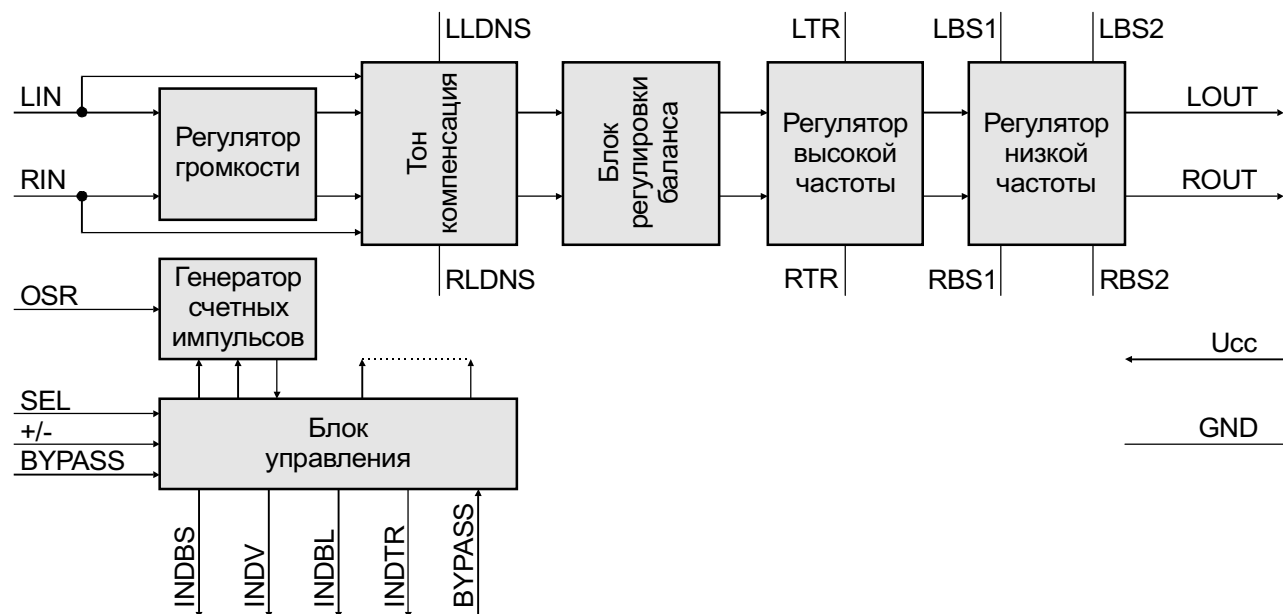 LLDNS
LTR
LBS1
LBS2
LIN
RIN
Регулятор
громкости
Тон
компенсация
Блок
регулировки
баланса
Регулятор
высокой
частоты
Регулятор
низкой
частоты
LOUT
ROUT
RLDNS
RTR
RBS1
RBS2
OSR
Генератор
счетных
импульсов
Ucc
SEL
+/-
BYPASS
Блок
управления
GND
INDBS
INDV
INDBL
INDTR
BYPASS